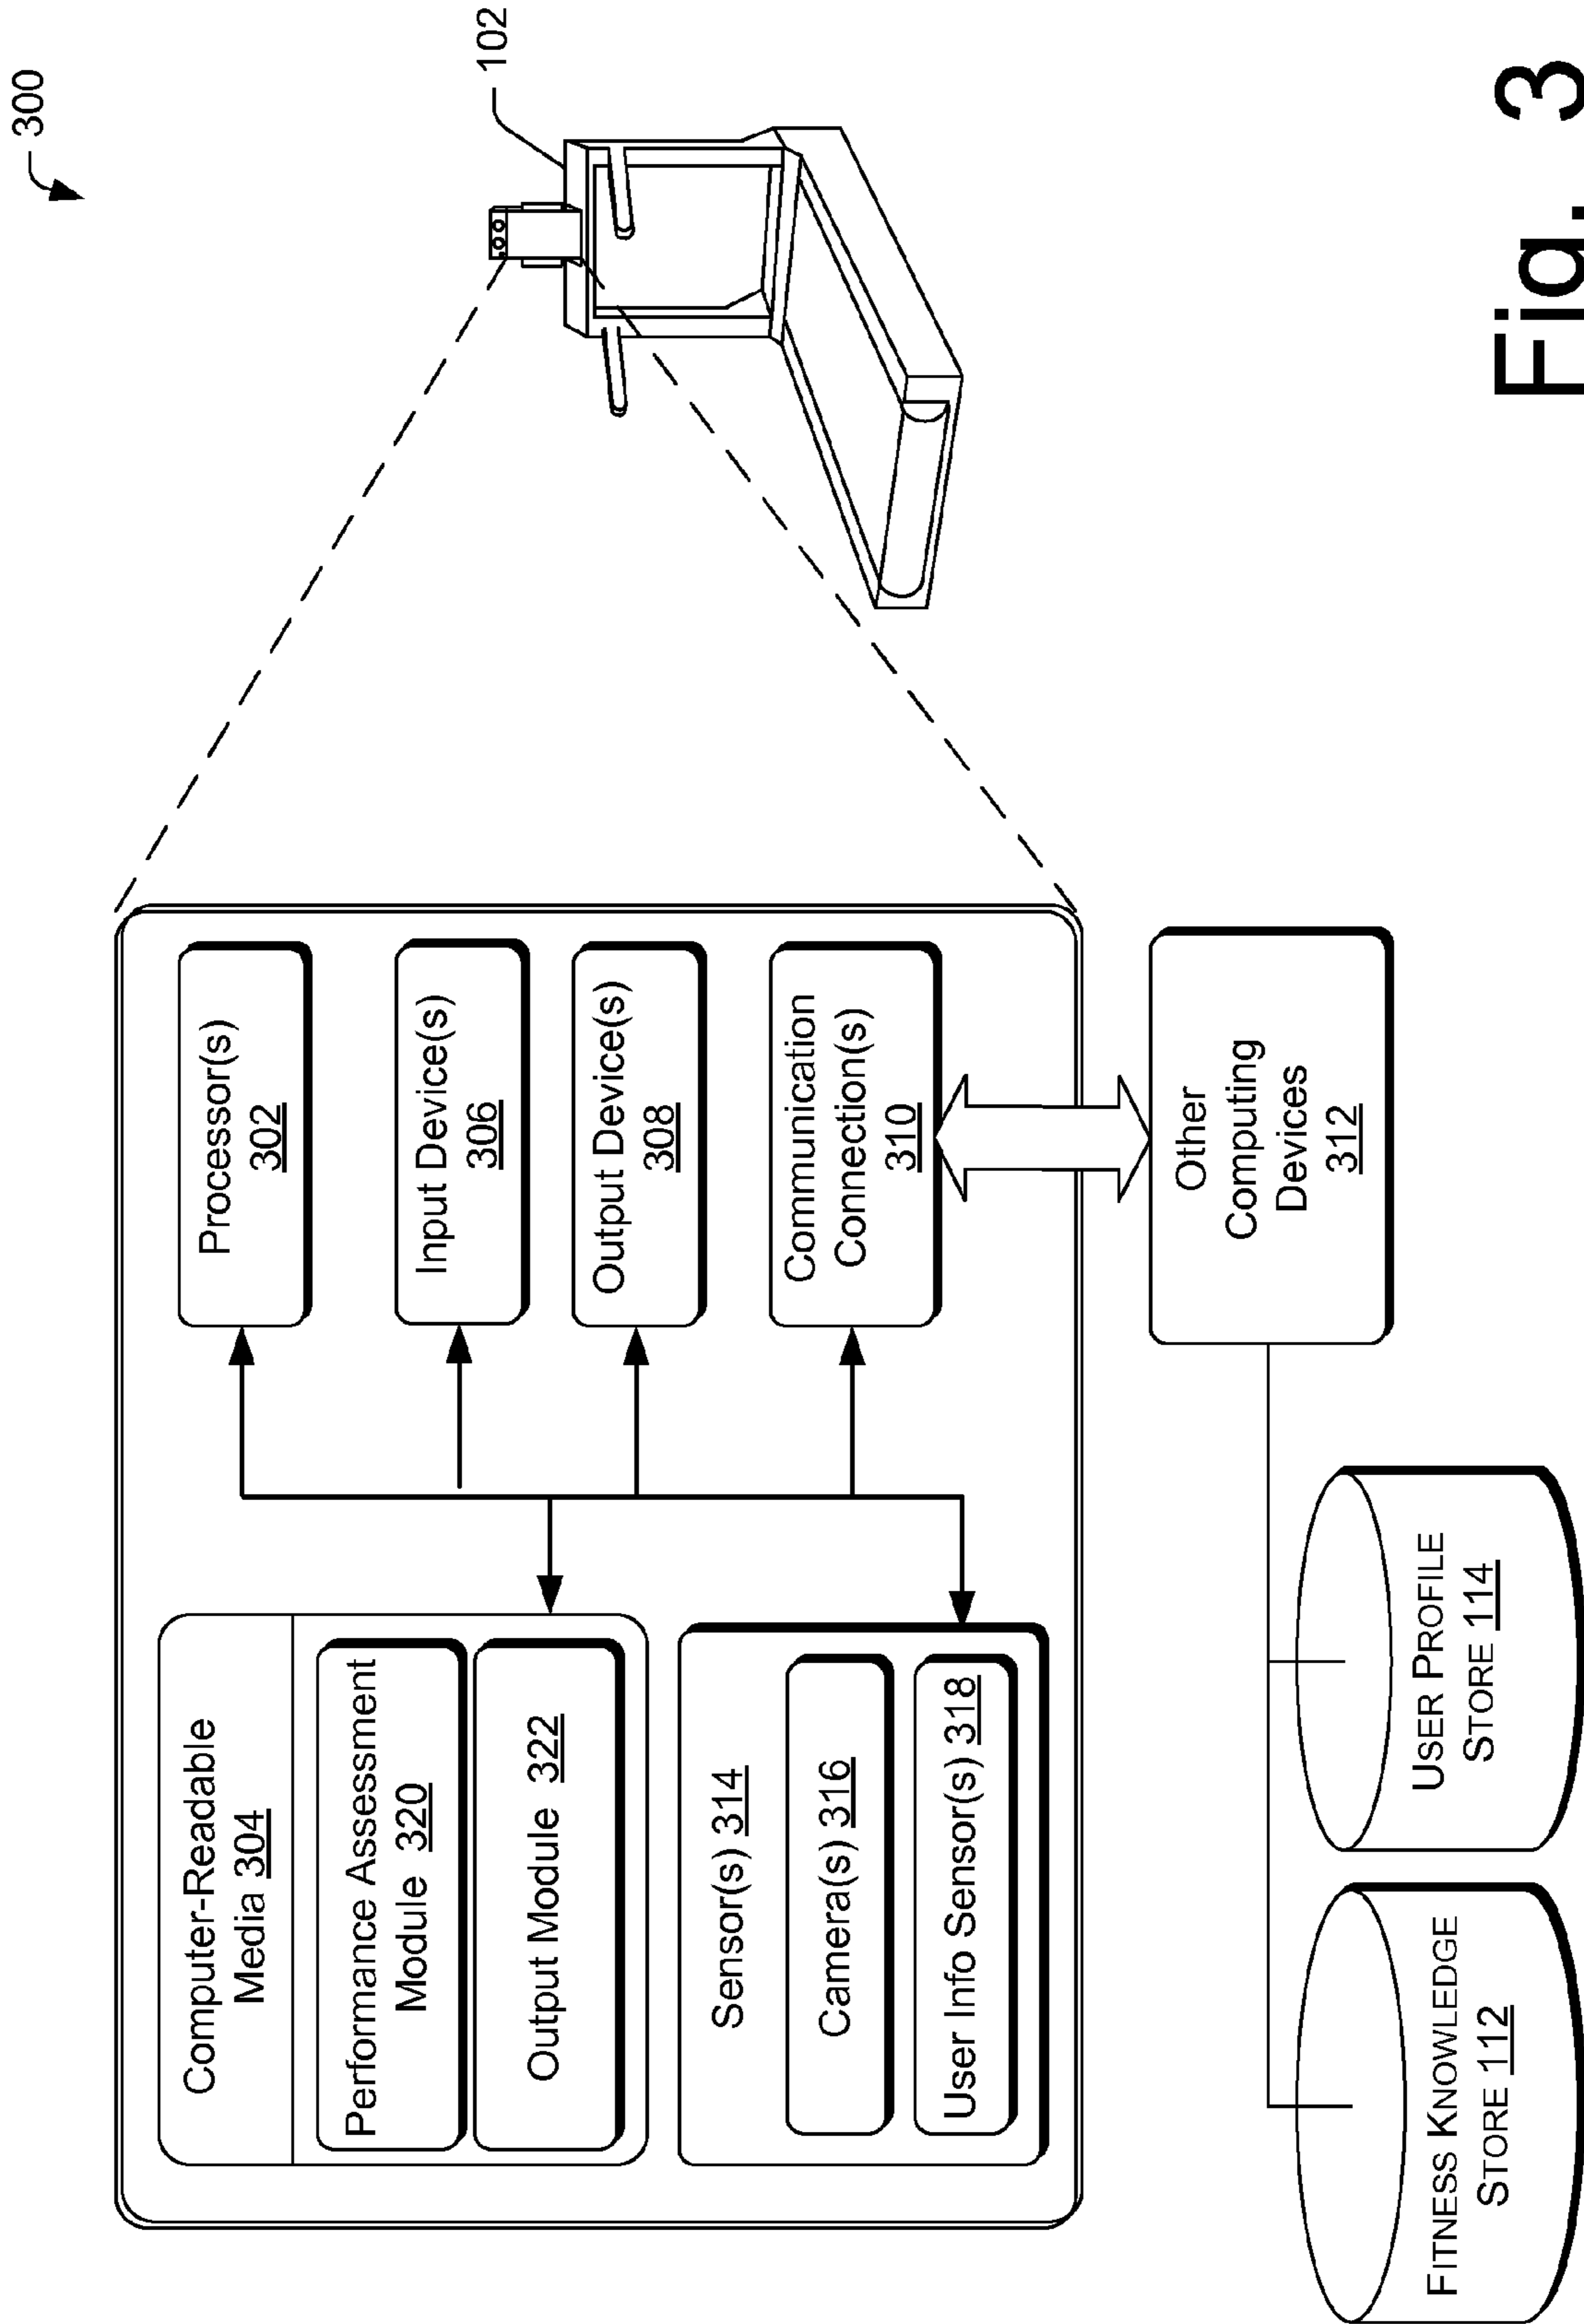 300
102
Computer-Readable
Media 304
Performance Assessment
Module 320
Output Module 322
Sensor(s) 314
Camera(s) 316
User Info Sensor(s) 318
Processor(s)
302
Input Device(s)
306
Output Device(s)
308
Communication
Connection(s)
310
Other
Computing
Devices
312
FITNESS KNOWLEDGE
STORE 112
USER PROFILE
STORE 114
Fig. 3